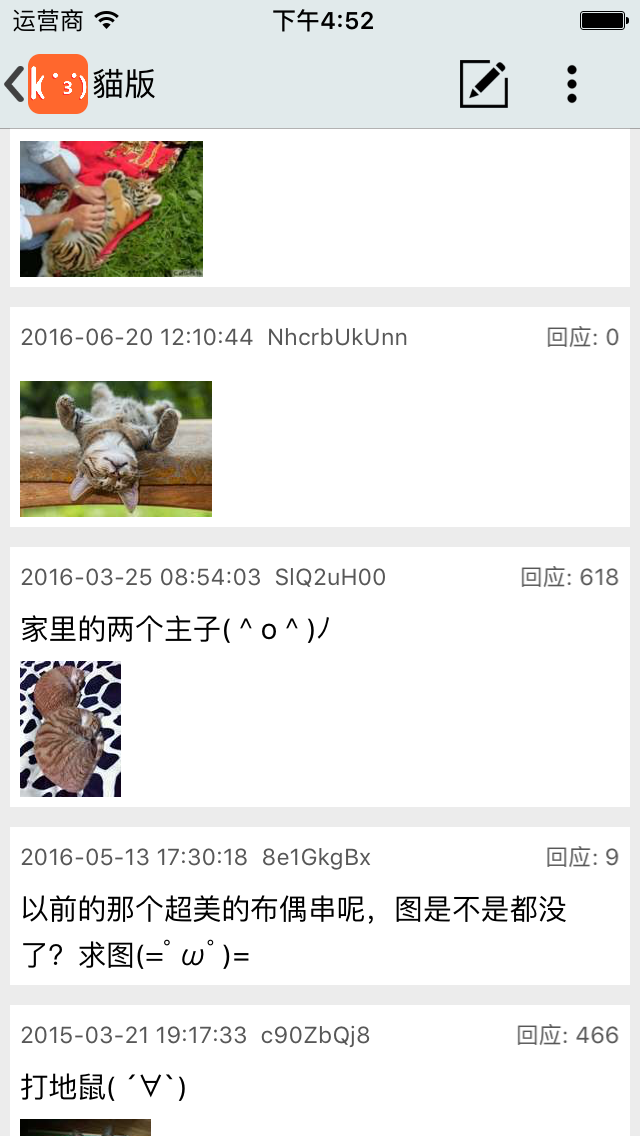 运营商 下午4:52
k(˙3˙) 貓版
2016-06-20 12:10:44 NhcrbUkUnn 回应: 0
2016-03-25 08:54:03 SlQ2uH00 回应: 618
家里的两个主子( ^ o ^ )ﾉ
2016-05-13 17:30:18 8e1GkgBx 回应: 9
以前的那个超美的布偶串呢，图是不是都没
了？求图(=ﾟωﾟ)=
2015-03-21 19:17:33 c90ZbQj8 回应: 466
打地鼠( ´∀`)